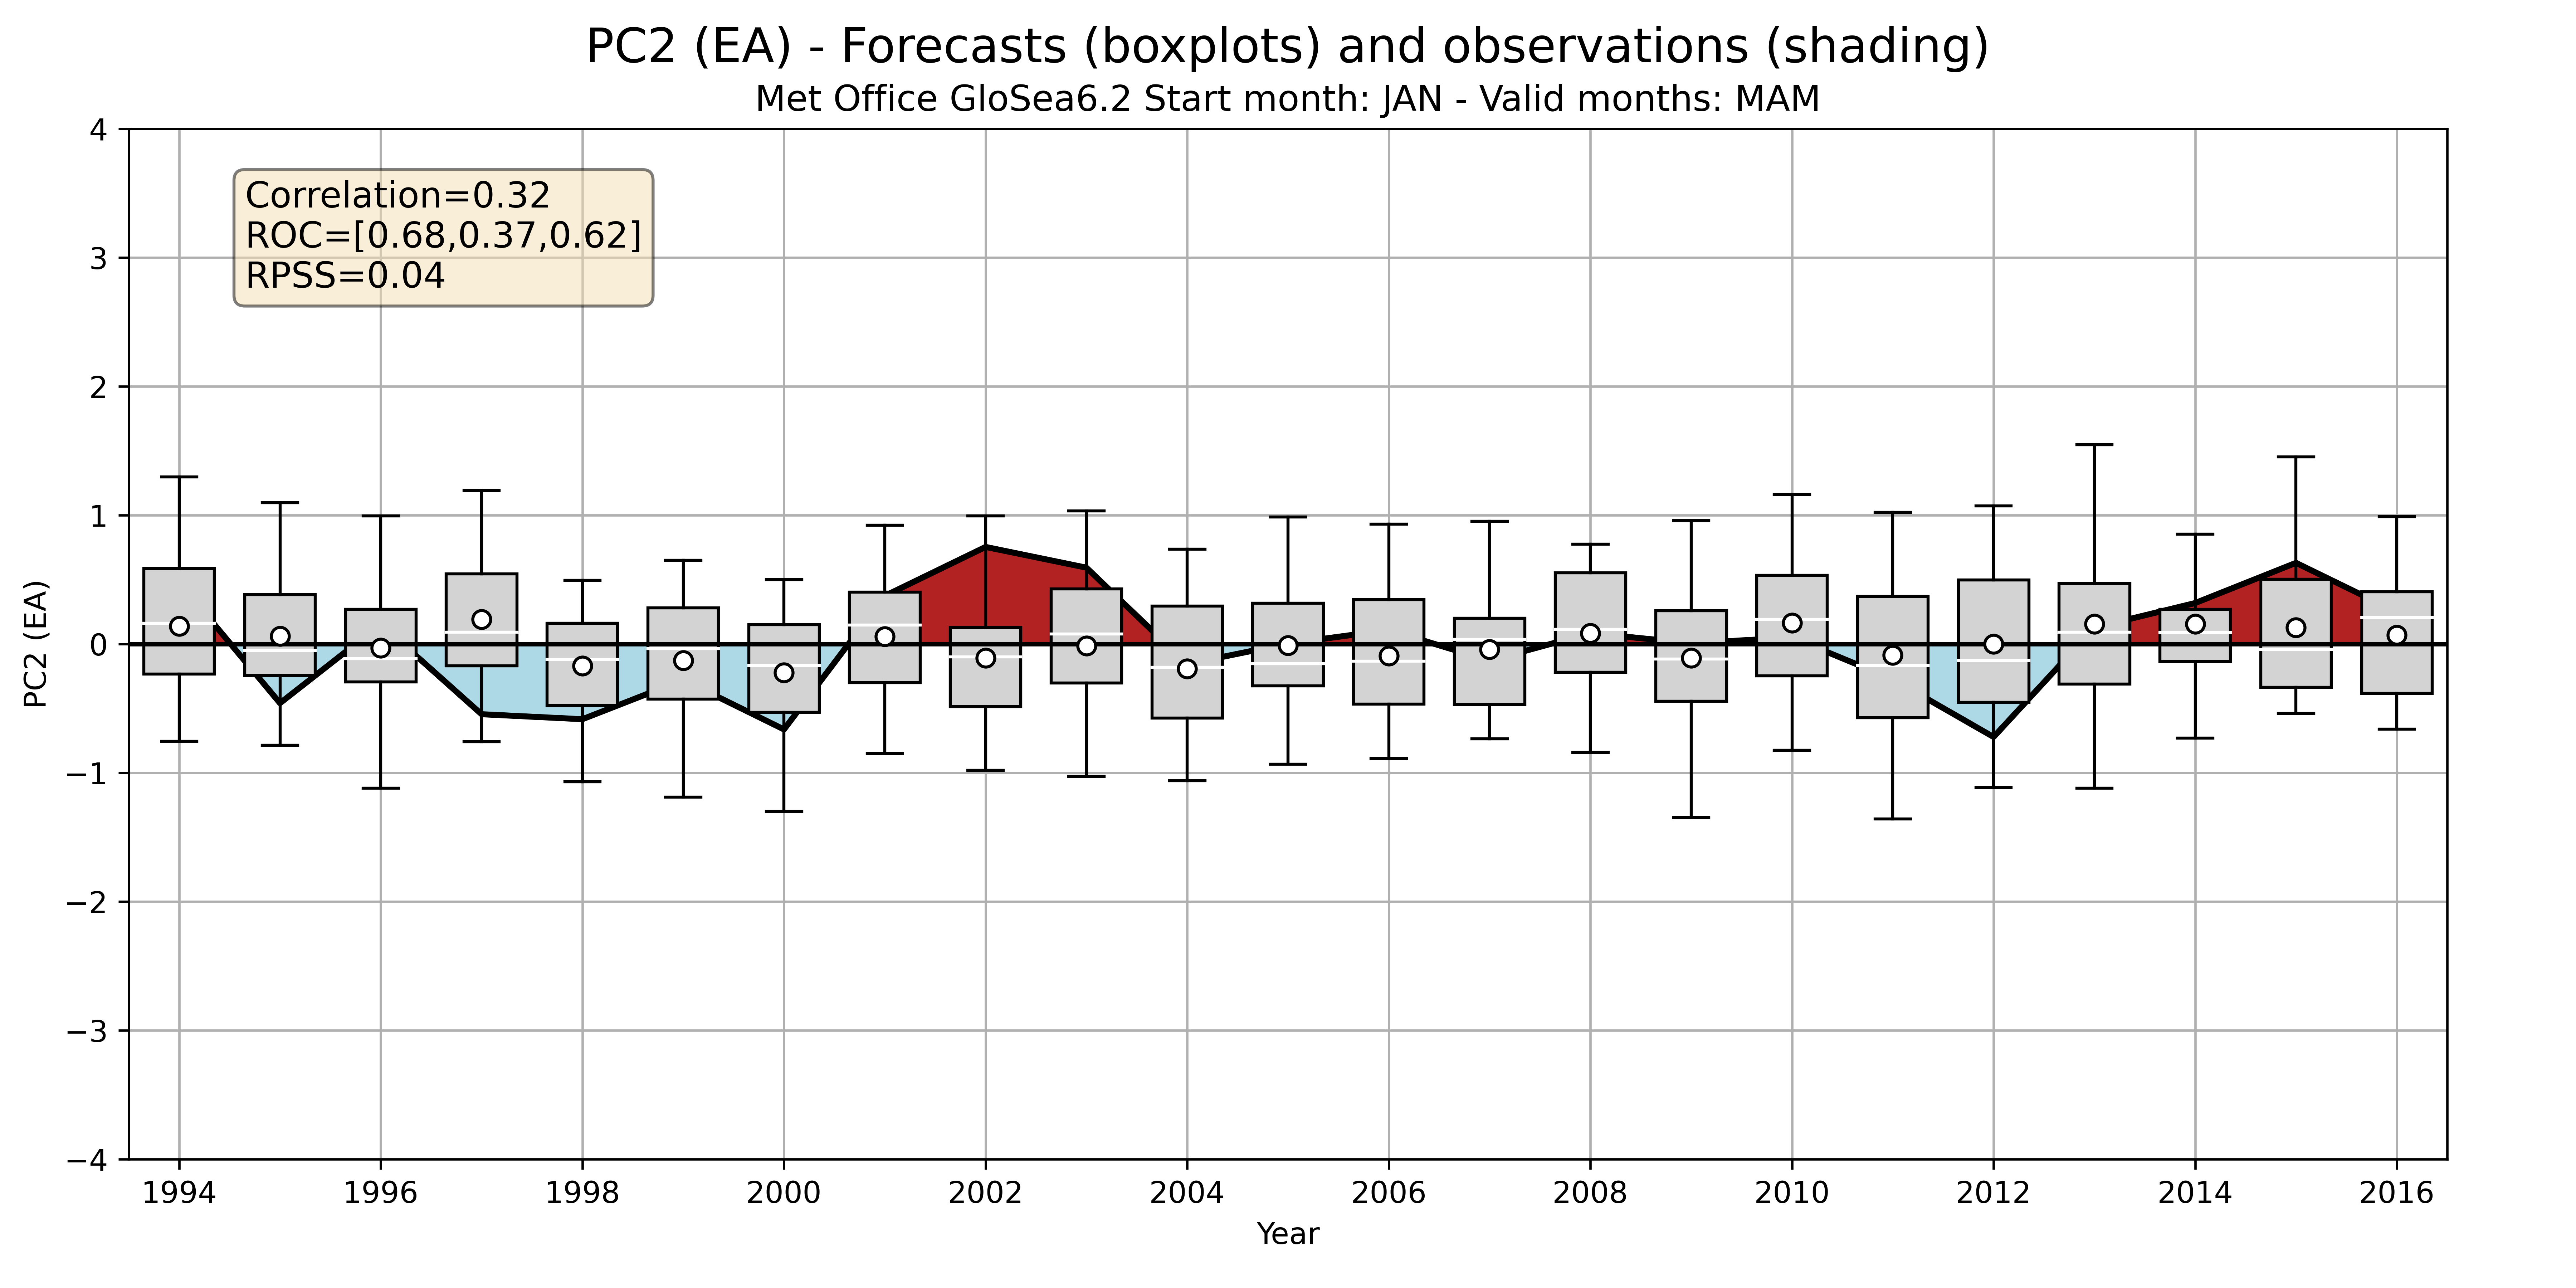 PC2 (EA) - Forecasts (boxplots) and observations (shading)
Met Office GloSea6.2 Start month: JAN - Valid months: MAM
Correlation=0.32
ROC=[0.68,0.37,0.62]
RPSS=0.04
PC2 (EA)
4
3
2
1
0
−1
−2
−3
−4
1994 1996 1998 2000 2002 2004 2006 2008 2010 2012 2014 2016
Year